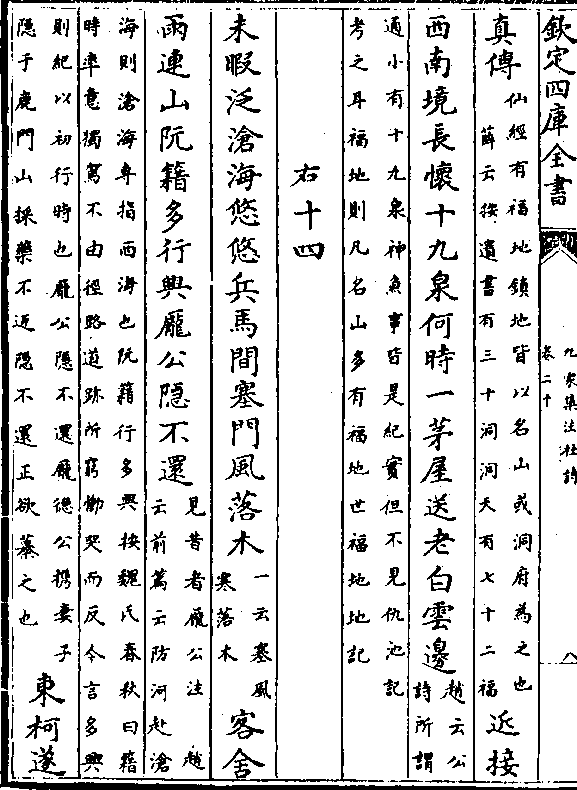 欽定四庫全書
九家集注杜詩
卷二十
八
真傳
仙經有福地鎮地皆以名山或洞府為之也
薛云按遺書有三十洞洞天有七十二福
近接
西南境長懷十九泉何時一茅屋送老白雲邊
趙云公
詩所謂
通小有十九泉神魚事皆是紀實但不見仇池記
考之耳福地則凡名山多有福地世福地地記
右十四
未暇泛滄海悠悠兵馬間塞門風落木
一云塞風
寒落木
客舍
雨連山阮籍多行興龐公隱不還
見昔者龐公注 趙
云前篇云防河赴滄
海則滄海專指西海也阮籍行多興按魏氏春秋曰籍
時率意獨駕不由徑路道跡所窮慟哭而反今言多興
則紀以初行時也龐公隱不還龐德公携妻子
隐于鹿門山採藥不返隱不還正欲慕之也
東柯遂